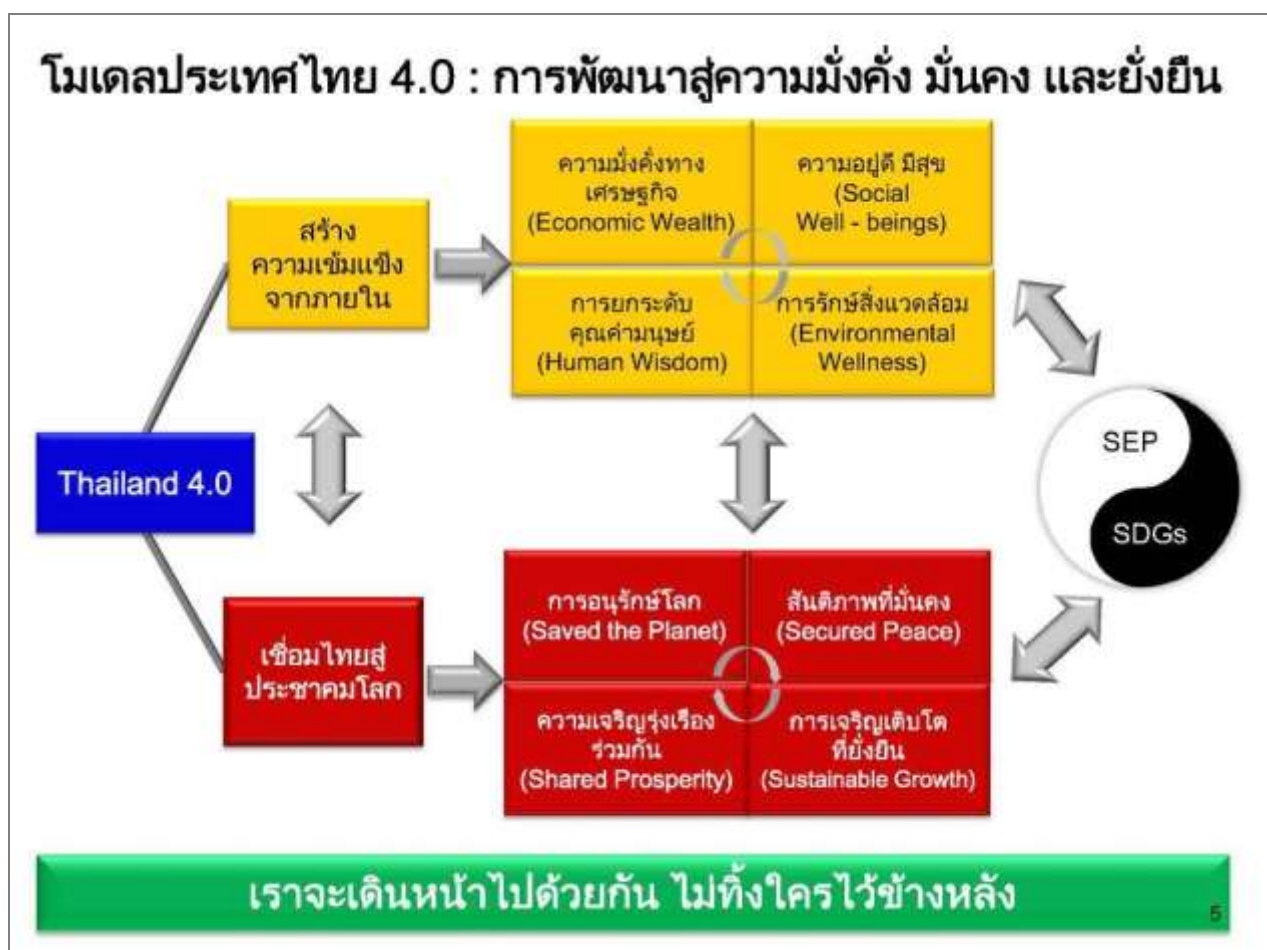 โมเดลประเทศไทย 4.0 : การพัฒนาสู่ความมั่งคั่ง มั่นคง และยั่งยืน
สร้าง
ความเข้มแข็ง
จากภายใน
ความมั่งคั่งทาง
เศรษฐกิจ
(Economic Wealth)
ความอยู่ดี มีสุข
(Social
Well - beings)
การยกระดับ
คุณค่ามนุษย์
(Human Wisdom)
การรักษ์สิ่งแวดล้อม
(Environmental
Wellness)
Thailand 4.0
SEP
SDGs
เชื่อมไทยสู่
ประชาคมโลก
การอนุรักษ์โลก
(Saved the Planet)
สันติภาพที่มั่นคง
(Secured Peace)
ความเจริญรุ่งเรือง
ร่วมกัน
(Shared Prosperity)
การเจริญเติบโต
ที่ยั่งยืน
(Sustainable Growth)
เราจะเดินหน้าไปด้วยกัน ไม่ทิ้งใครไว้ข้างหลัง
5